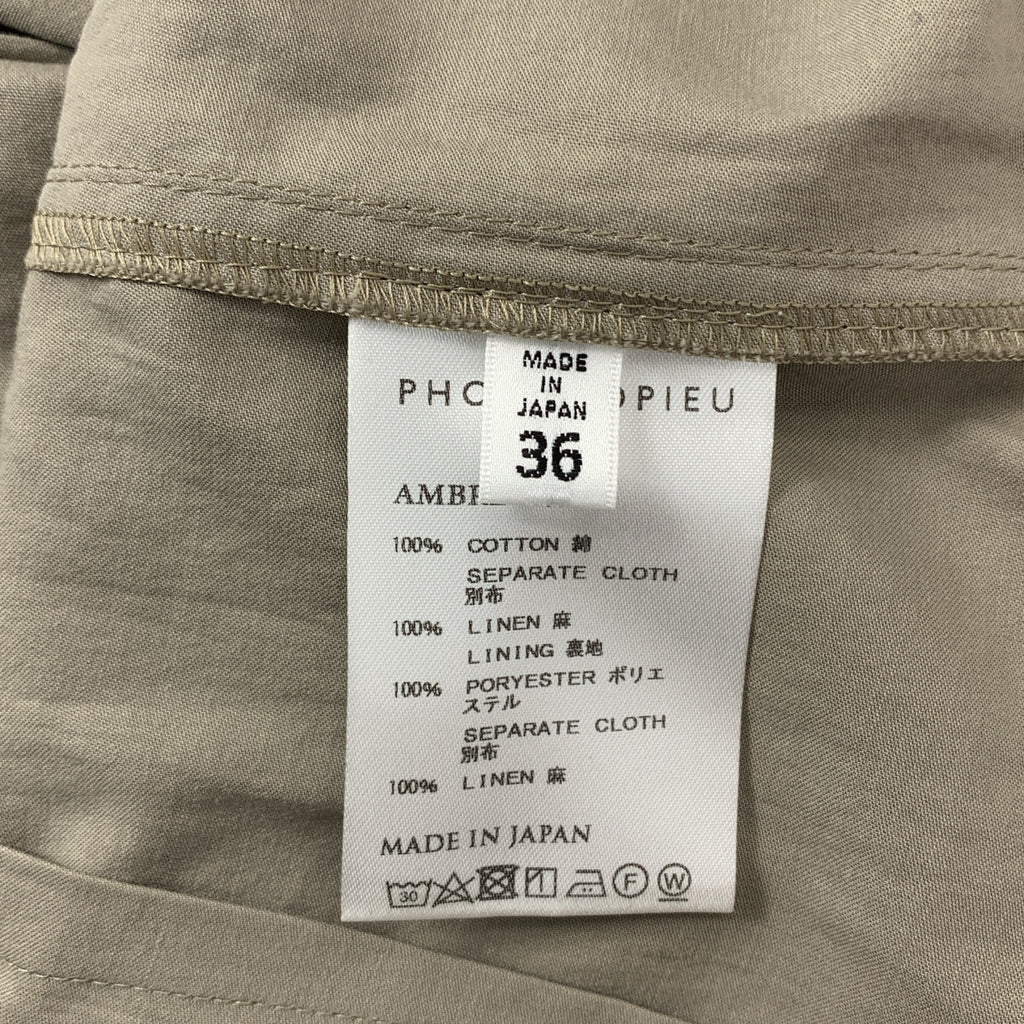 MADE
IN
JAPAN
36
100% COTTON 綿
SEPARATE CLOTH
別布
100% LINEN 麻
LINING 裏地
100% PORYESTER ポリエ
ステル
SEPARATE CLOTH
別布
100% LINEN 麻
MADE IN JAPAN
30 F W